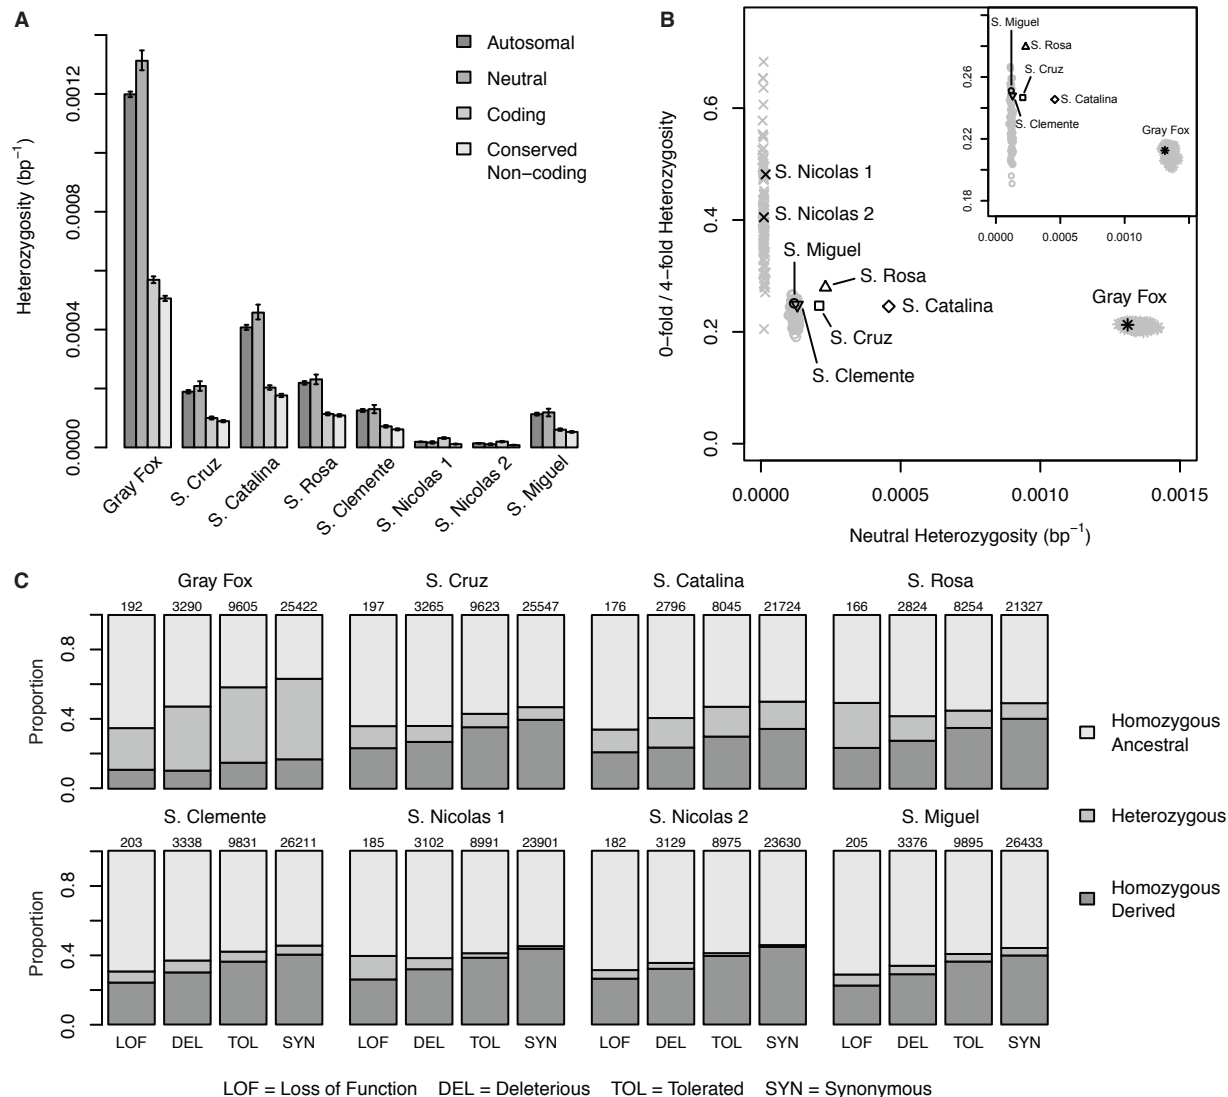 A
Autosomal
Neutral
Coding
Conserved
Non−coding
Heterozygosity (bp−1)
0.0012
0.0008
0.0004
0.0000
Gray Fox
S. Cruz
S. Catalina
S. Rosa
S. Clemente
S. Nicolas 1
S. Nicolas 2
S. Miguel
B
0−fold / 4−fold Heterozygosity
0.6
0.4
0.2
0.0
S. Nicolas 1
S. Nicolas 2
S. Miguel
S. Rosa
S. Catalina
S. Cruz
S. Clemente
Gray Fox
0.0000
0.0005
0.0010
0.0015
Neutral Heterozygosity (bp−1)
0.26
0.22
0.18
S. Miguel
S. Rosa
S. Cruz
S. Catalina
S. Clemente
Gray Fox
0.0000
0.0005
0.0010
C
Gray Fox
S. Cruz
S. Catalina
S. Rosa
192 3290 9605 25422
197 3265 9623 25547
176 2796 8045 21724
166 2824 8254 21327
Proportion
0.8
0.4
0.0
S. Clemente
S. Nicolas 1
S. Nicolas 2
S. Miguel
203 3338 9831 26211
185 3102 8991 23901
182 3129 8975 23630
205 3376 9895 26433
Proportion
0.8
0.4
0.0
LOF DEL TOL SYN
LOF DEL TOL SYN
LOF DEL TOL SYN
LOF DEL TOL SYN
Homozygous
Ancestral
Heterozygous
Homozygous
Derived
LOF = Loss of Function DEL = Deleterious TOL = Tolerated SYN = Synonymous